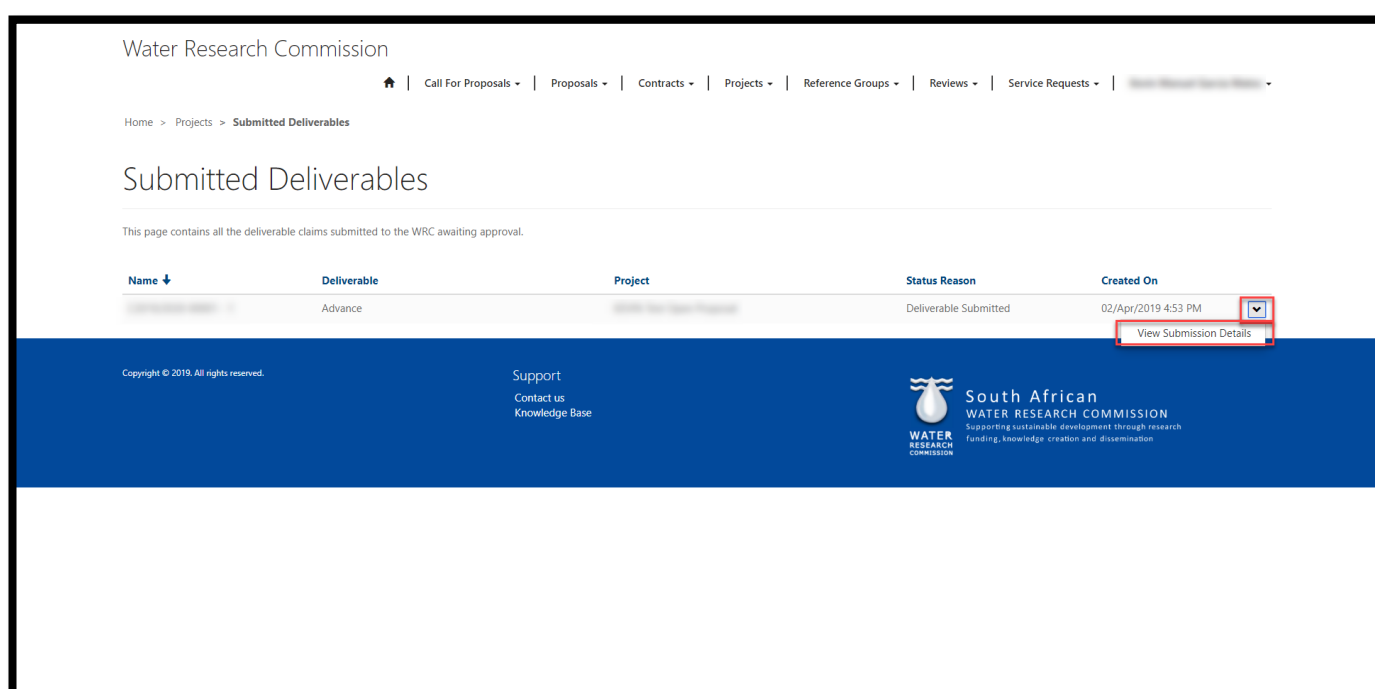 Water Research Commission
Call For Proposals | Proposals | Contracts | Projects | Reference Groups | Reviews | Service Requests |
Home > Projects > Submitted Deliverables
Submitted Deliverables
This page contains all the deliverable claims submitted to the WRC awaiting approval.
Name Deliverable Project Status Reason Created On
Advance Deliverable Submitted 02/Apr/2019 4:53 PM
View Submission Details
Copyright © 2019. All rights reserved.
Support
Contact us
Knowledge Base
WATER
RESEARCH
COMMISSION
South African
WATER RESEARCH COMMISSION
Supporting sustainable development through research
funding, knowledge creation and dissemination